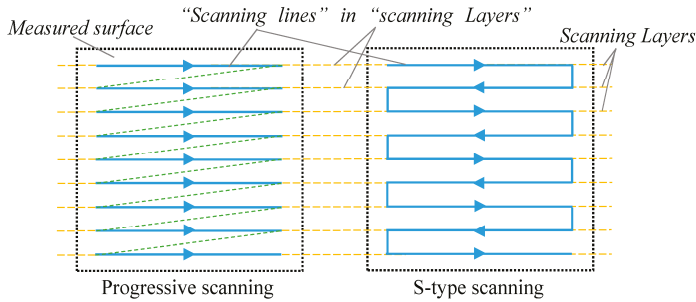 “Scanning lines” in “scanning Layers”
Measured surface
Scanning Layers
Progressive scanning
S-type scanning